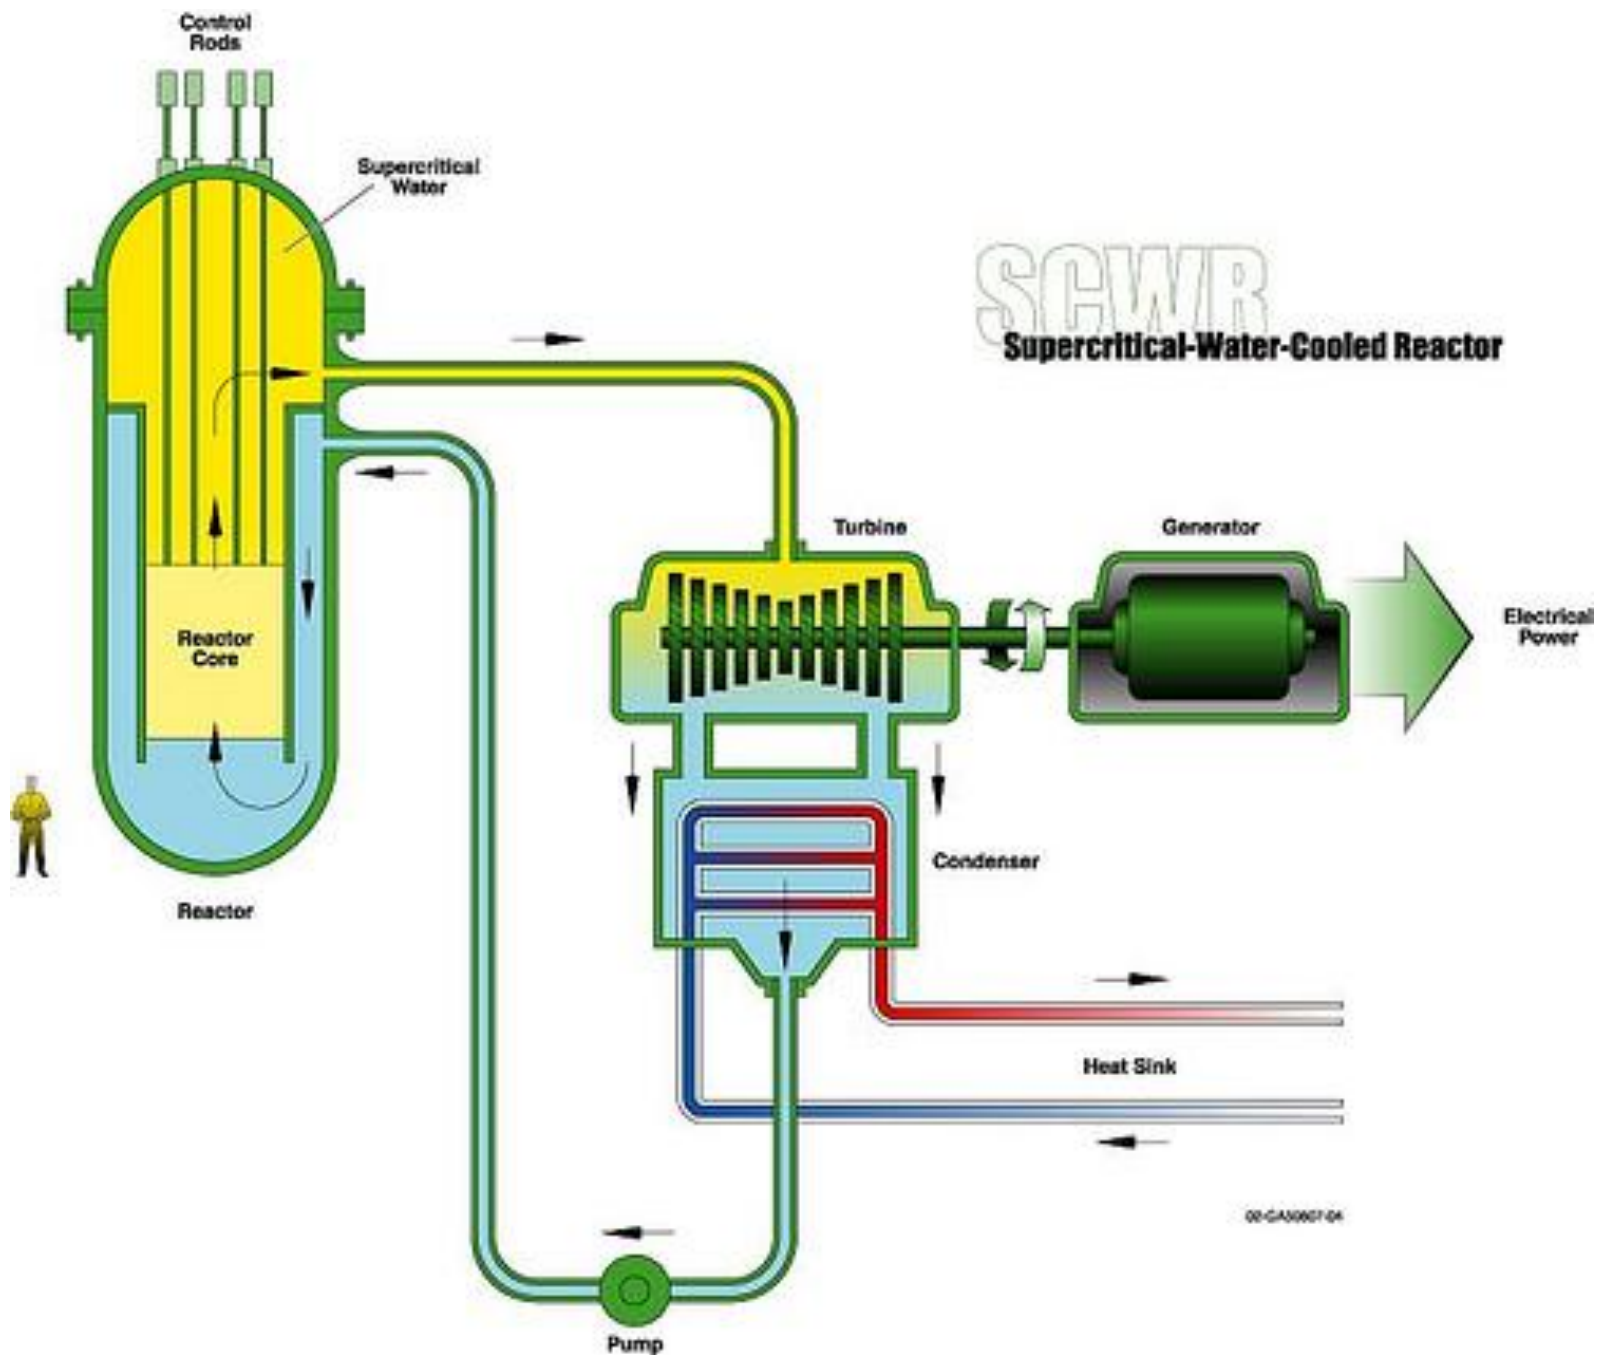 Control
Rods
Supercritical
Water
SCWR
Supercritical-Water-Cooled Reactor
Turbine
Generator
Electrical
Power
Reactor
Core
Condenser
Reactor
Heat Sink
Pump